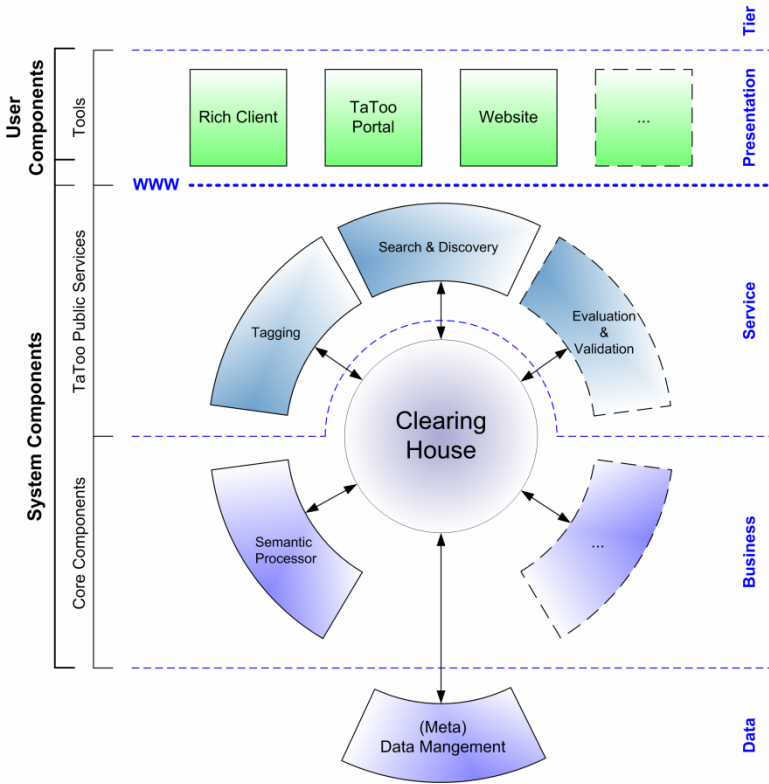 Tier
User
Components
Tools
Rich Client
TaToo
Portal
Website
...
Presentation
WWW
System Components
TaToo Public Services
Search & Discovery
Tagging
Evaluation
&
Validation
Service
Clearing
House
Core Components
Semantic
Processor
...
Business
(Meta)
Data Mangement
Data